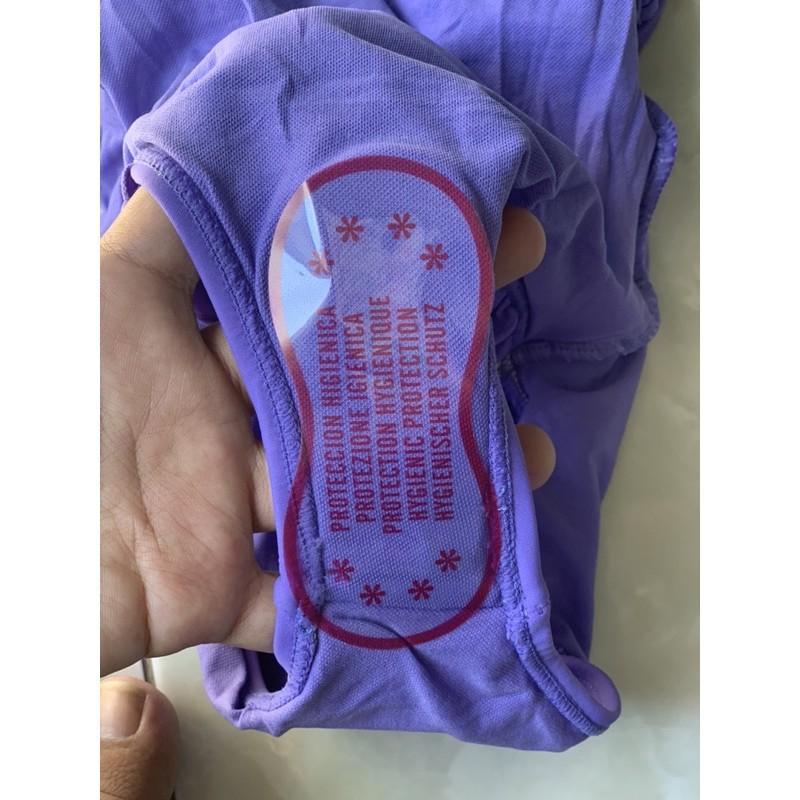 PROTECCION HIGIENICA
PROTEZIONE IGIENICA
PROTECTION HYGIENIQUE
HYGIENIC PROTECTION
HYGIENISCHER SCHUTZ